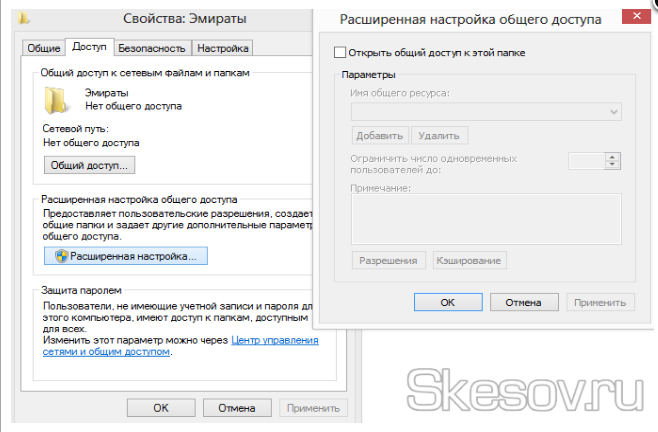 Свойства: Эмираты
Общие
Доступ
Безопасность
Настройка
Общий доступ к сетевым файлам и папкам
Эмираты
Нет общего доступа
Сетевой путь:
Нет общего доступа
Общий доступ...
Расширенная настройка общего доступа
Предоставляет пользовательские разрешения, создает
общие папки и задает другие дополнительные
общего доступа.
Расширенная настройка...
Защита паролем
Пользователи, не имеющие учетной записи и пароля
этого компьютера, имеют доступ к папкам, доступным
для всех.
Изменить этот параметр можно через Центр управления
сетями и общим доступом.
ОК
Отмена
Применить
Расширенная настройка общего доступа
Открыть общий доступ к этой папке
Параметры
Имя общего ресурса:
Добавить
Удалить
Ограничить число одновременных
пользователей до:
Примечание:
Разрешения
Кэширование
ОК
Отмена
Применить
Skesov.ru